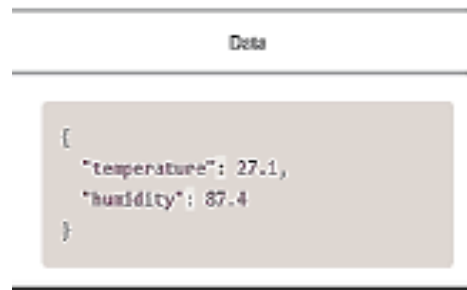 Data
{
"temperature": 27.1,
"humidity": 87.4
}